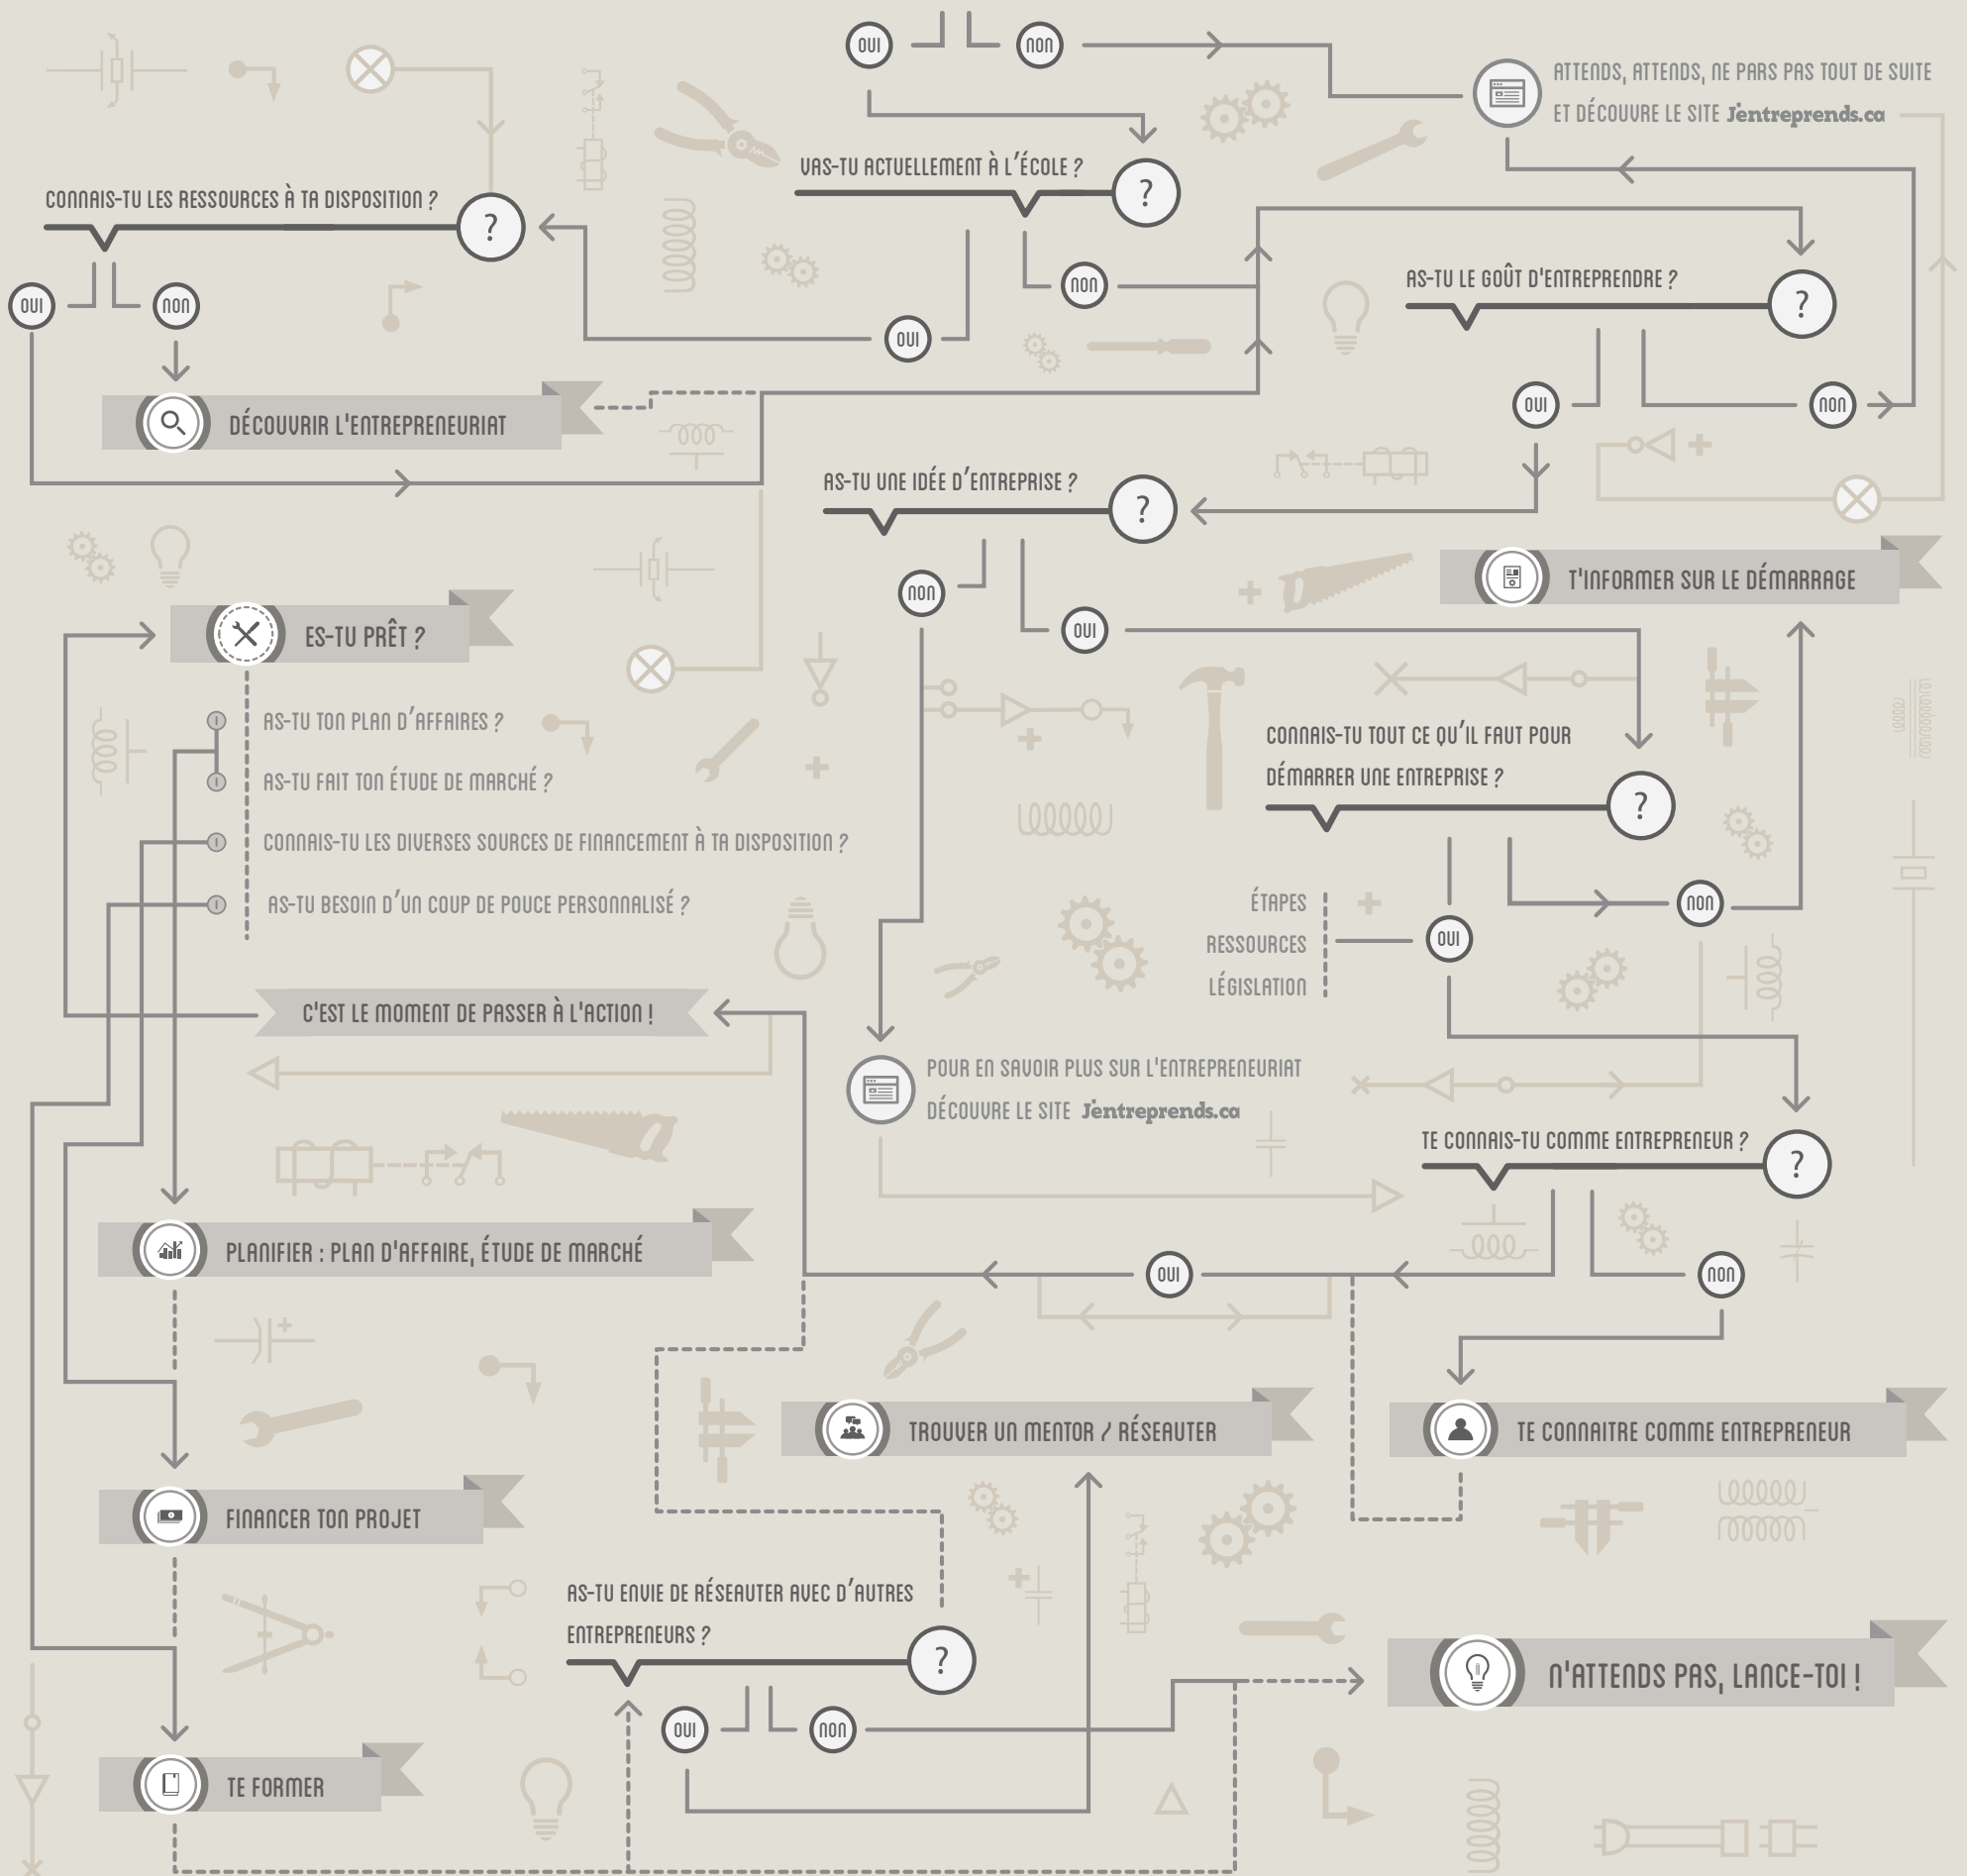 OUI
NON
ATTENDS, ATTENDS, NE PARS PAS TOUT DE SUITE
ET DÉCOUVRE LE SITE J'entreprends.ca
VAS-TU ACTUELLEMENT À L'ÉCOLE ?
?
NON
OUI
CONNAIS-TU LES RESSOURCES À TA DISPOSITION ?
?
OUI
NON
AS-TU LE GOÛT D'ENTREPRENDRE ?
?
OUI
NON
DÉCOUVRIR L'ENTREPRENEURIAT
AS-TU UNE IDÉE D'ENTREPRISE ?
?
NON
OUI
T'INFORMER SUR LE DÉMARRAGE
ES-TU PRÊT ?
AS-TU TON PLAN D'AFFAIRES ?
AS-TU FAIT TON ÉTUDE DE MARCHÉ ?
CONNAIS-TU LES DIVERSES SOURCES DE FINANCEMENT À TA DISPOSITION ?
AS-TU BESOIN D'UN COUP DE POUCE PERSONNALISÉ ?
CONNAIS-TU TOUT CE QU'IL FAUT POUR
DÉMARRER UNE ENTREPRISE ?
?
NON
OUI
ÉTAPES
RESSOURCES
LÉGISLATION
C'EST LE MOMENT DE PASSER À L'ACTION !
POUR EN SAVOIR PLUS SUR L'ENTREPRENEURIAT
DÉCOUVRE LE SITE J'entreprends.ca
TE CONNAIS-TU COMME ENTREPRENEUR ?
?
OUI
NON
PLANIFIER : PLAN D'AFFAIRE, ÉTUDE DE MARCHÉ
TROUVER UN MENTOR / RÉSEAUTER
TE CONNAITRE COMME ENTREPRENEUR
FINANCER TON PROJET
AS-TU ENVIE DE RÉSEAUTER AVEC D'AUTRES
ENTREPRENEURS ?
?
OUI
NON
N'ATTENDS PAS, LANCE-TOI !
TE FORMER